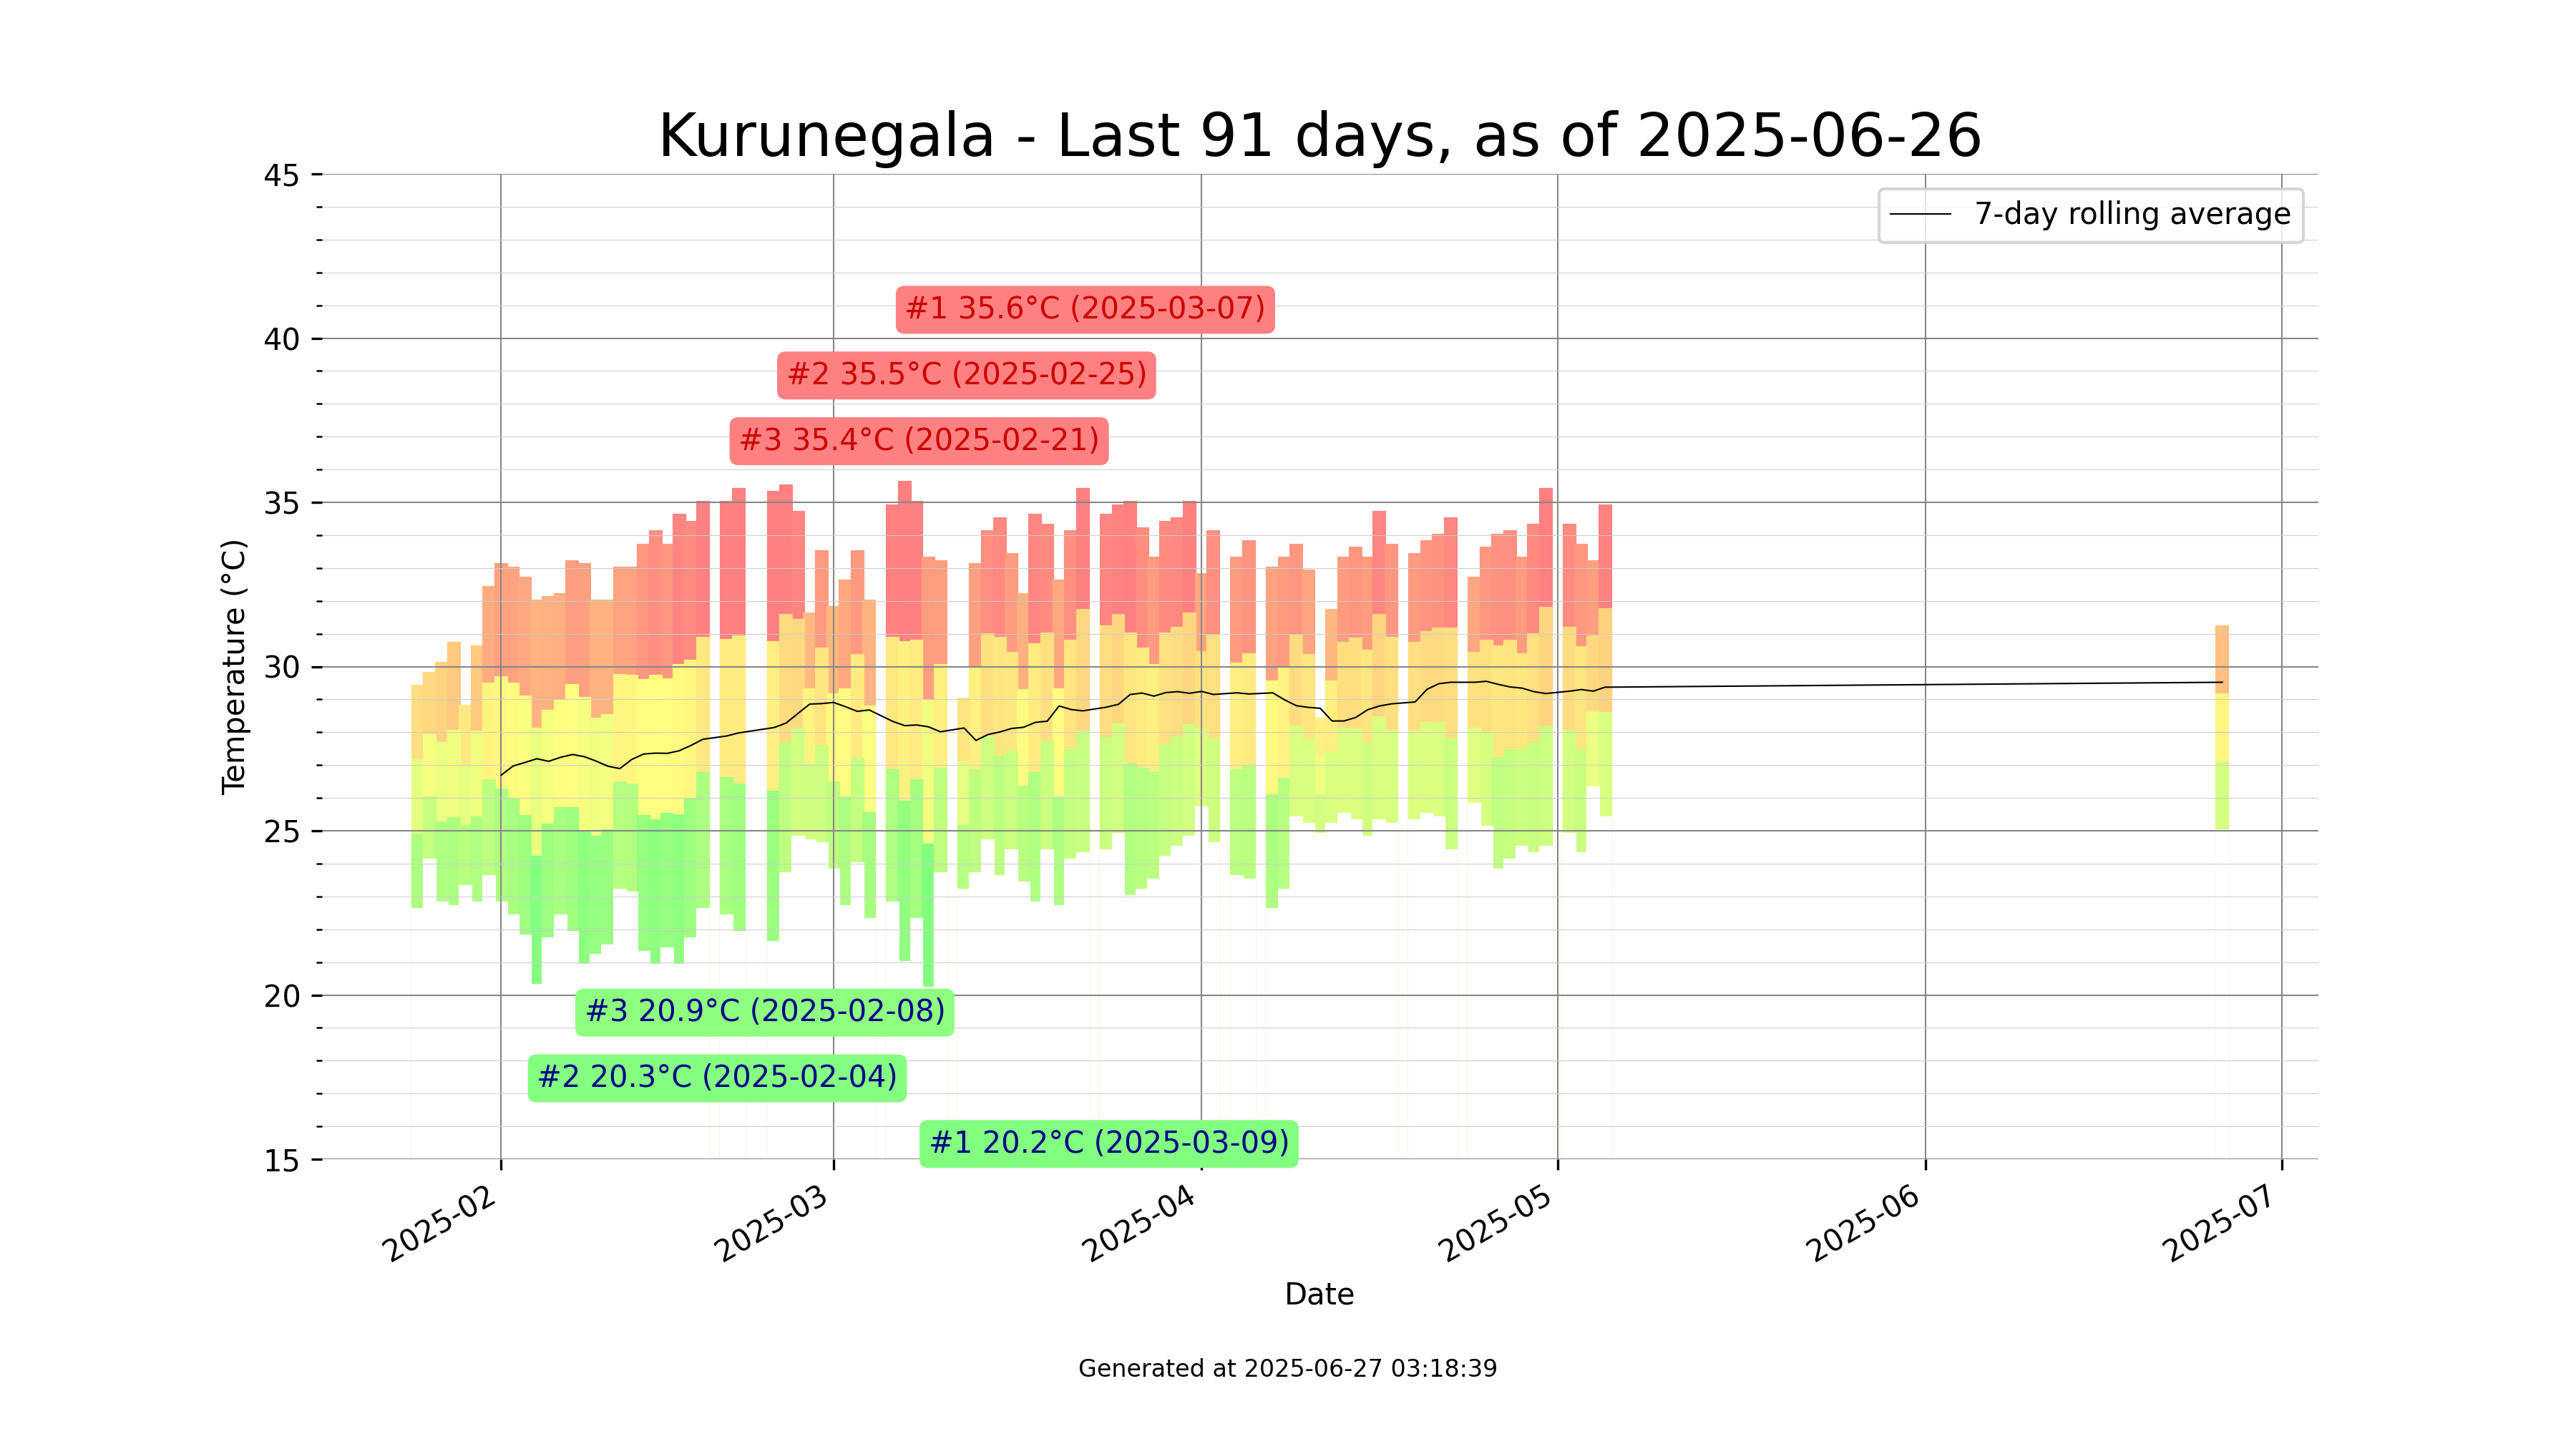 Kurunegala - Last 91 days, as of 2025-06-26
45
7-day rolling average
#1 35.6°C (2025-03-07)
40
#2 35.5°C (2025-02-25)
#3 35.4°C (2025-02-21)
35
Temperature (°C)
30
25
20
#3 20.9°C (2025-02-08)
#2 20.3°C (2025-02-04)
#1 20.2°C (2025-03-09)
15
2025-02
2025-03
2025-04
2025-05
2025-06
2025-07
Date
Generated at 2025-06-27 03:18:39